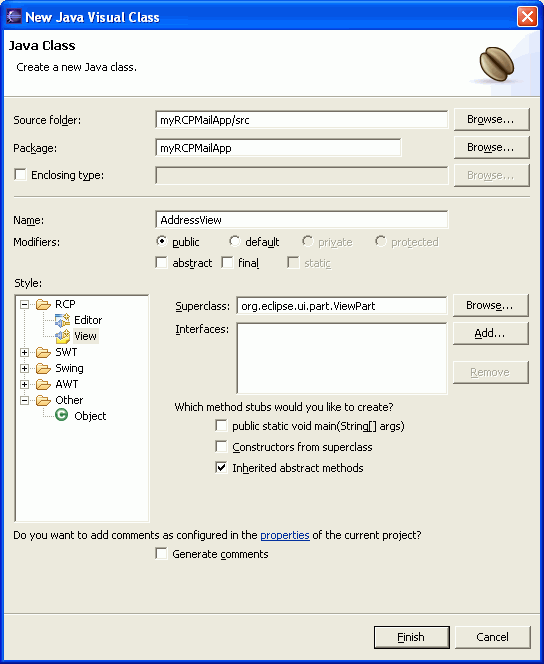 New Java Visual Class
Java Class
Create a new Java class.
Source folder: myRCPMailApp/src Browse...
Package: myRCPMailApp Browse...
Enclosing type: Browse...
Name: AddressView
Modifiers: public default private protected
abstract final static
Style:
RCP
Editor
View
SWT
Swing
AWT
Other
Object
Superclass: org.eclipse.ui.part.ViewPart Browse...
Interfaces: Add...
Remove
Which method stubs would you like to create?
public static void main(String[] args)
Constructors from superclass
Inherited abstract methods
Do you want to add comments as configured in the properties of the current project?
Generate comments
Finish Cancel